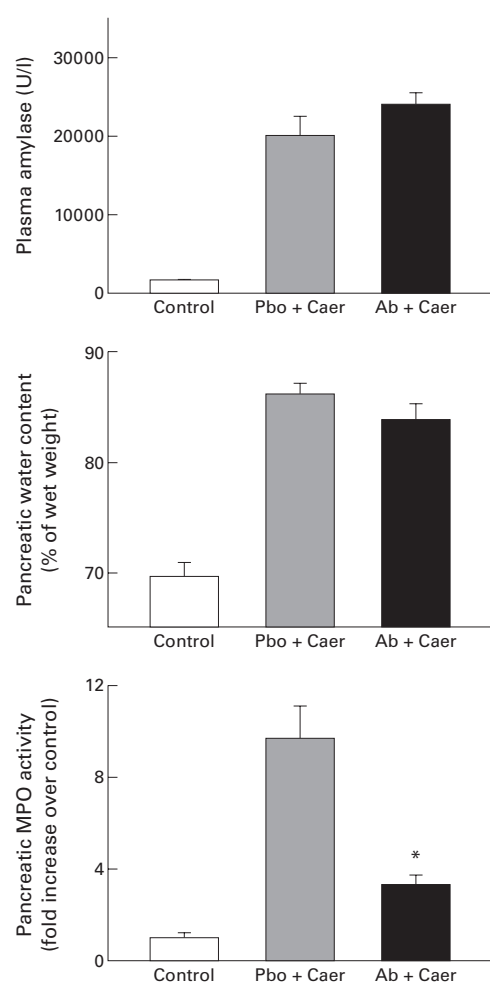 Plasma amylase (U/l)
30000
20000
10000
0
Control Pbo + Caer Ab + Caer
Pancreatic water content
(% of wet weight)
90
80
70
Control Pbo + Caer Ab + Caer
Pancreatic MPO activity
(fold increase over control)
12
8
4
0
*
Control Pbo + Caer Ab + Caer